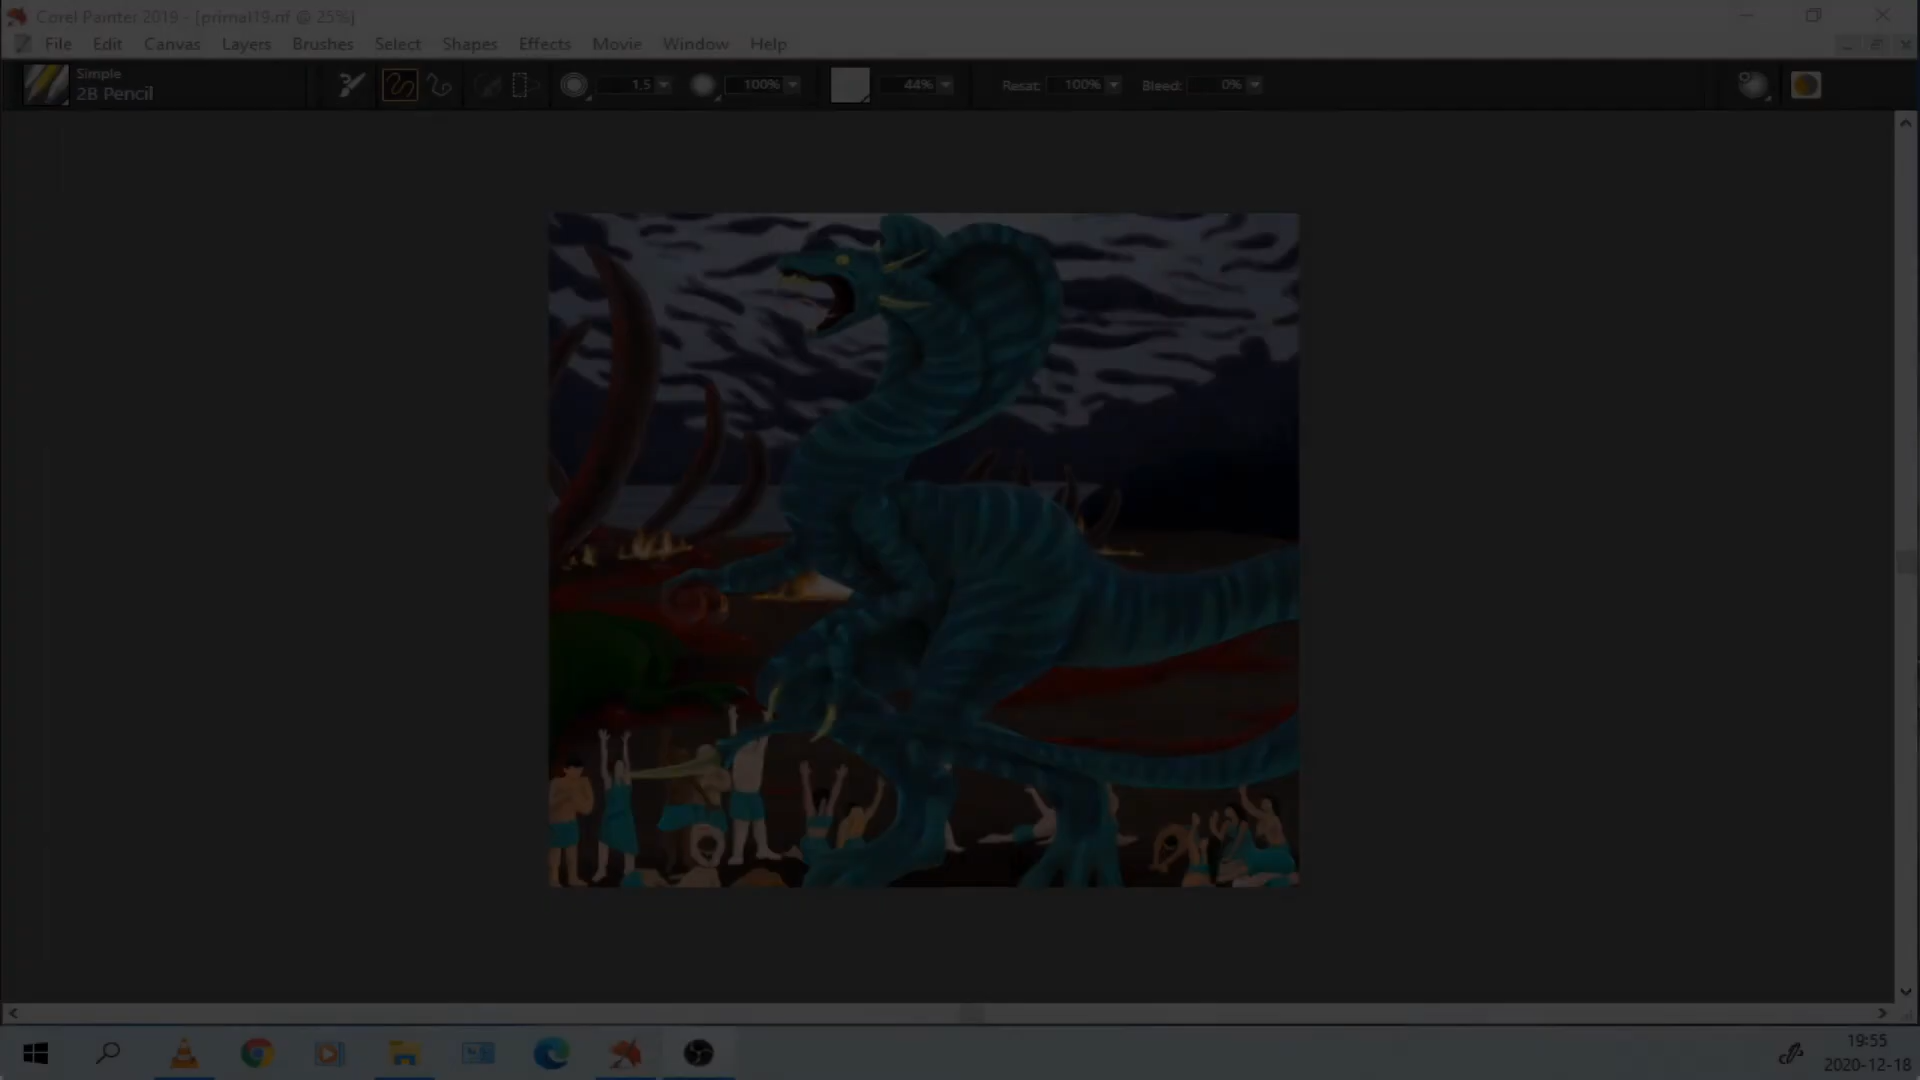 Corel Painter 2019 - [primal19.rif @ 25%]
File Edit Canvas Layers Brushes Select Shapes Effects Movie Window Help
Simple
2B Pencil
1.5 100% 44% Resat: 100% Bleed: 0%
19:55
2020-12-18